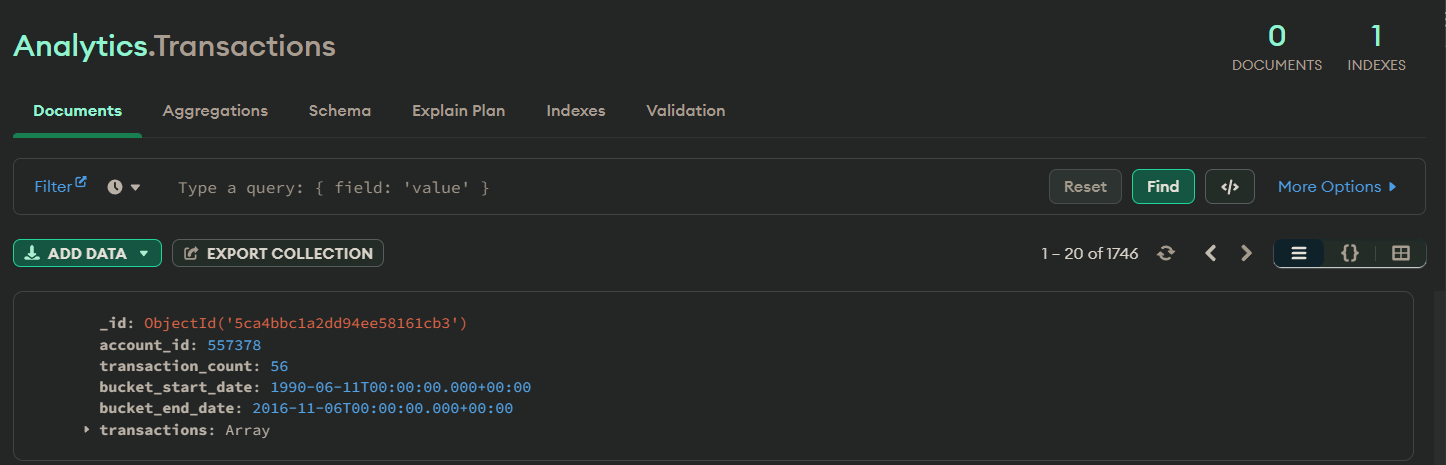 Analytics.Transactions
0 1
DOCUMENTS INDEXES
Documents Aggregations Schema Explain Plan Indexes Validation
Filter Type a query: { field: 'value' } Reset Find </> More Options
ADD DATA EXPORT COLLECTION 1 – 20 of 1746 {}
_id: ObjectId('5ca4bbc1a2dd94ee58161cb3')
account_id: 557378
transaction_count: 56
bucket_start_date: 1990-06-11T00:00:00.000+00:00
bucket_end_date: 2016-11-06T00:00:00.000+00:00
transactions: Array